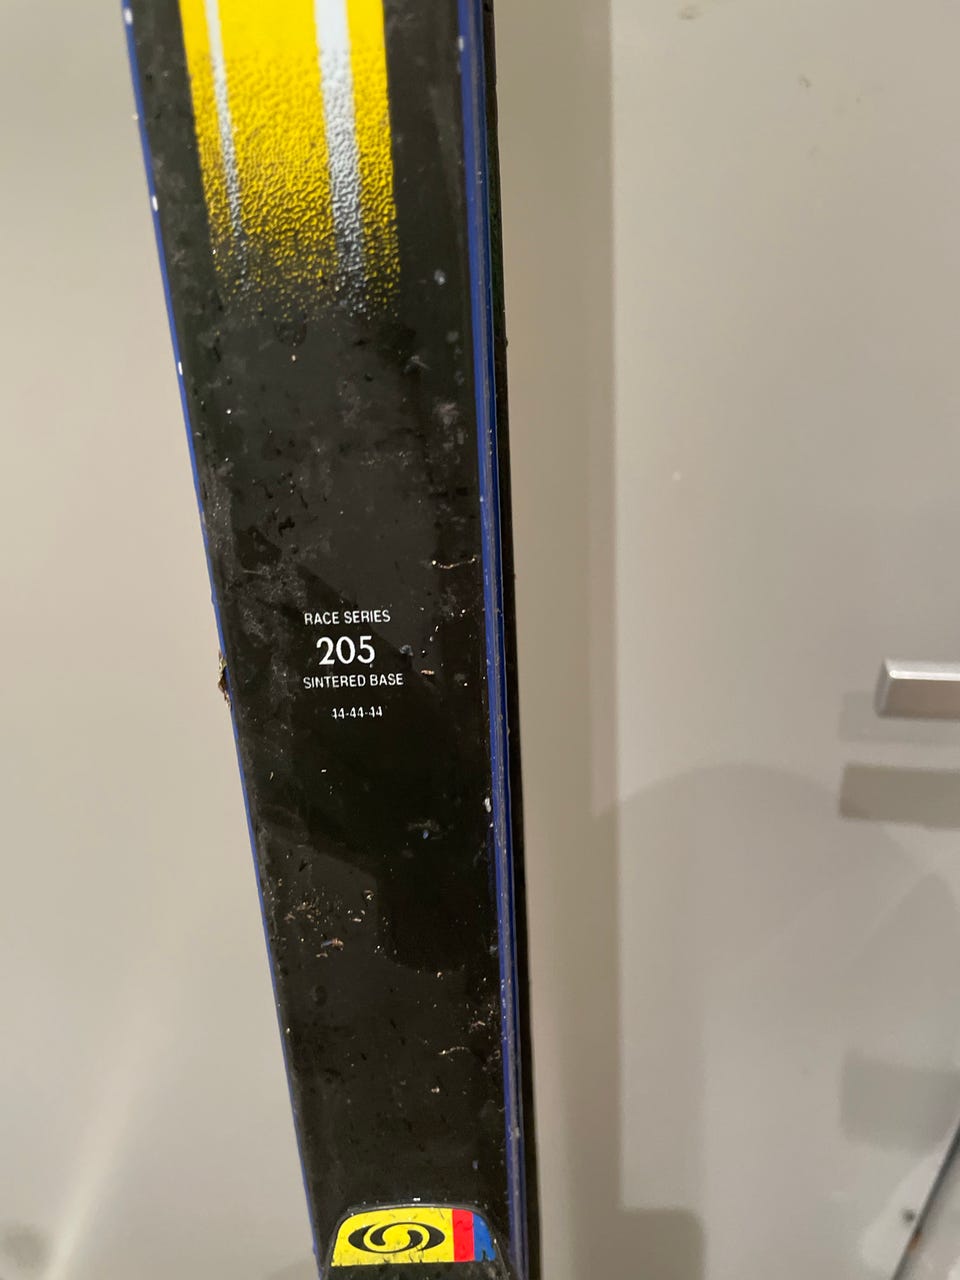 RACE SERIES
205
SINTERED BASE
44-44-44